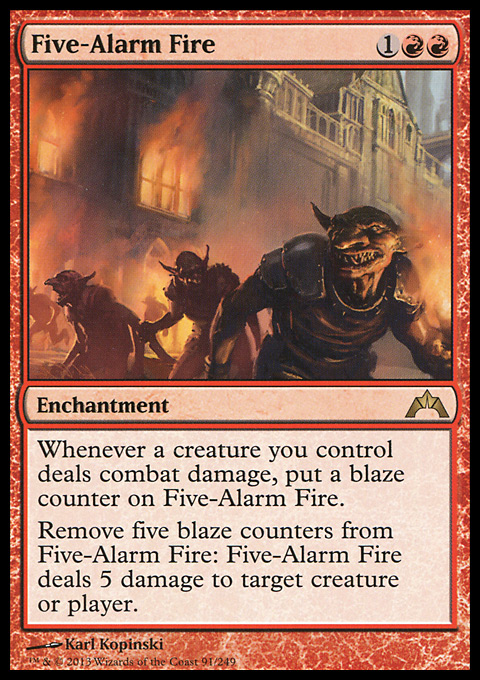 Five-Alarm Fire 1
Enchantment
Whenever a creature you control
deals combat damage, put a blaze
counter on Five-Alarm Fire.
Remove five blaze counters from
Five-Alarm Fire: Five-Alarm Fire
deals 5 damage to target creature
or player.
Karl Kopinski
™ & © 2013 Wizards of the Coast 91/249